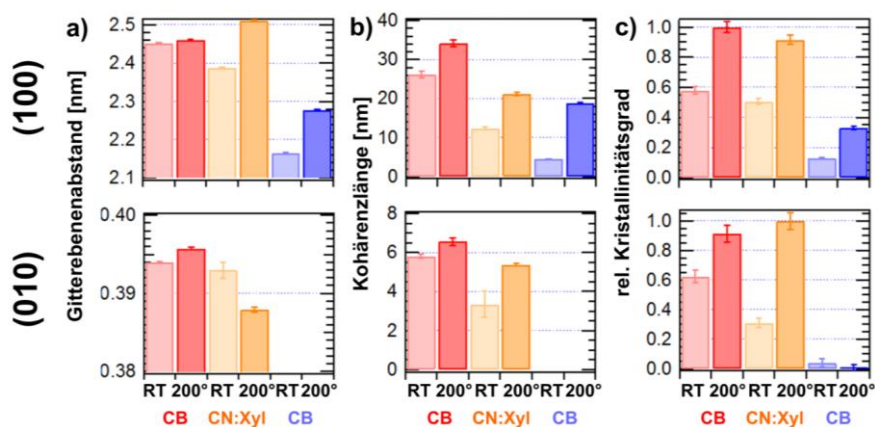 a)
b)
c)
(100)
(010)
Gitterebenenabstand [nm]
2.5
2.4
2.3
2.2
2.1
0.40
0.39
0.38
Kohärenzlänge [nm]
40
30
20
10
0
8
6
4
2
0
rel. Kristallinitätsgrad
1.0
0.8
0.6
0.4
0.2
0.0
1.0
0.8
0.6
0.4
0.2
0.0
RT 200° RT 200° RT 200°
CB CN:Xyl CB
RT 200° RT 200° RT 200°
CB CN:Xyl CB
RT 200° RT 200° RT 200°
CB CN:Xyl CB